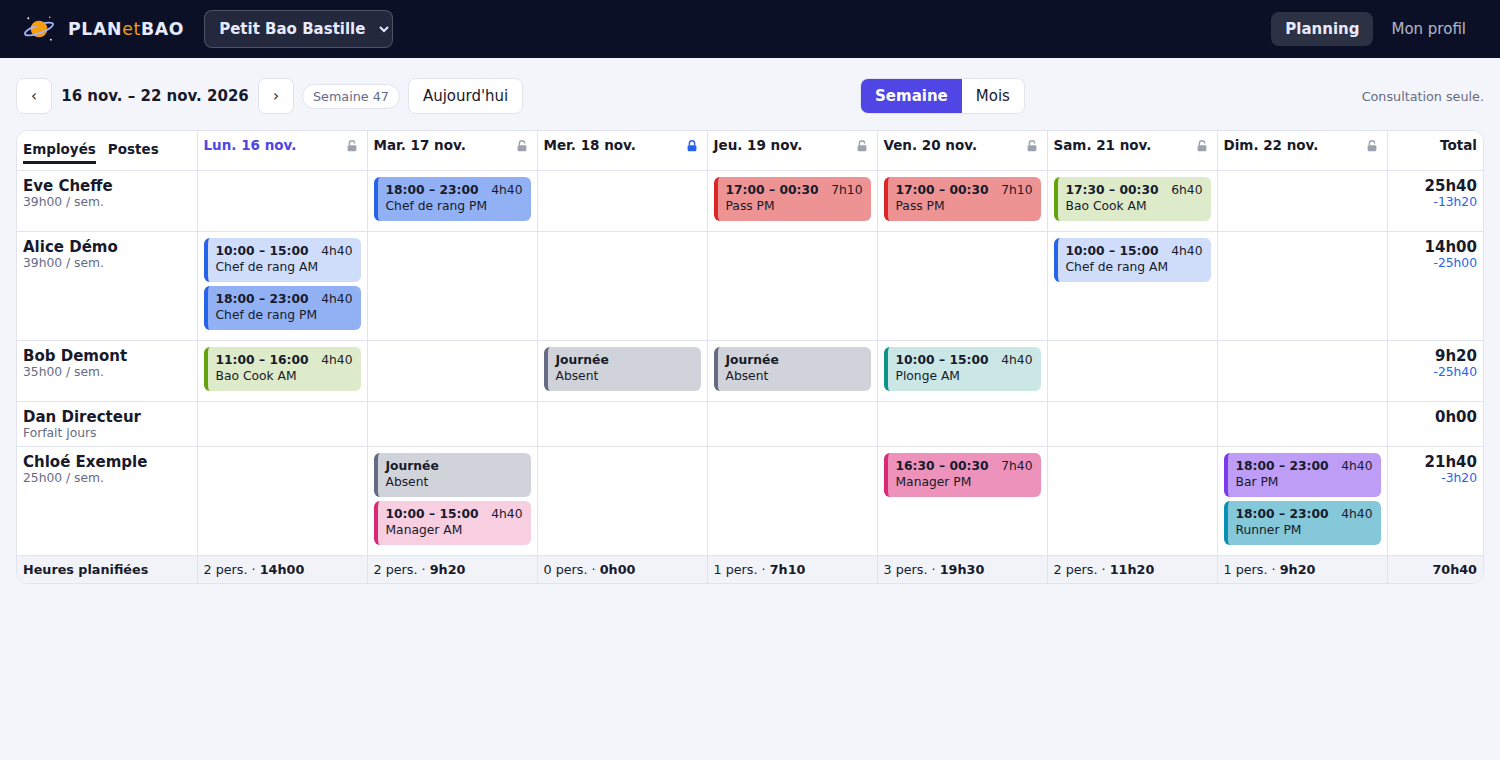 PLANetBAO Petit Bao Bastille Planning Mon profil
‹ 16 nov. – 22 nov. 2026 › Semaine 47 Aujourd'hui Semaine Mois Consultation seule.
Employés Postes Lun. 16 nov. Mar. 17 nov. Mer. 18 nov. Jeu. 19 nov. Ven. 20 nov. Sam. 21 nov. Dim. 22 nov. Total
Eve Cheffe 18:00 – 23:00 4h40 17:00 – 00:30 7h10 17:00 – 00:30 7h10 17:30 – 00:30 6h40 25h40
39h00 / sem. Chef de rang PM Pass PM Pass PM Bao Cook AM -13h20
Alice Démo 10:00 – 15:00 4h40 10:00 – 15:00 4h40 14h00
39h00 / sem. Chef de rang AM Chef de rang AM -25h00
18:00 – 23:00 4h40
Chef de rang PM
Bob Demont 11:00 – 16:00 4h40 Journée Journée 10:00 – 15:00 4h40 9h20
35h00 / sem. Bao Cook AM Absent Absent Plonge AM -25h40
Dan Directeur 0h00
Forfait jours
Chloé Exemple Journée 16:30 – 00:30 7h40 18:00 – 23:00 4h40 21h40
25h00 / sem. Absent Manager PM Bar PM -3h20
10:00 – 15:00 4h40 18:00 – 23:00 4h40
Manager AM Runner PM
Heures planifiées 2 pers. · 14h00 2 pers. · 9h20 0 pers. · 0h00 1 pers. · 7h10 3 pers. · 19h30 2 pers. · 11h20 1 pers. · 9h20 70h40